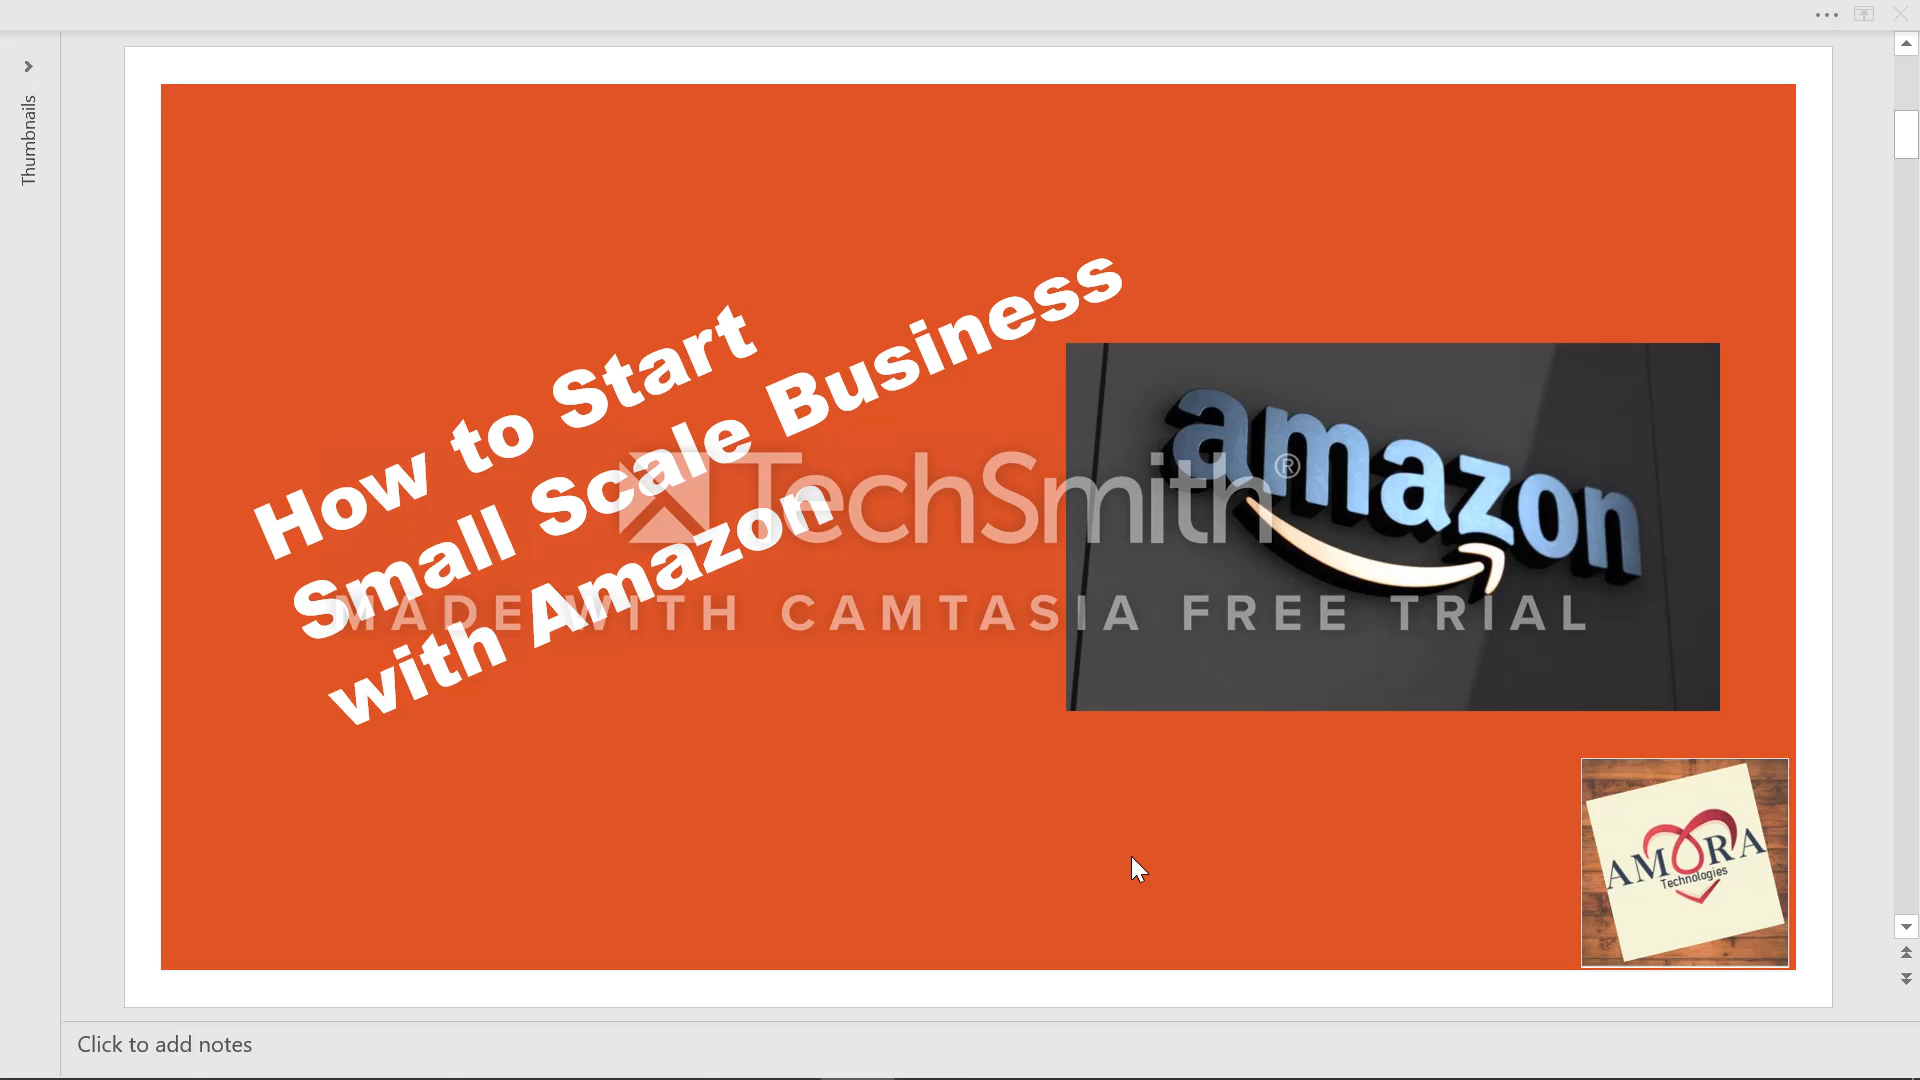 Thumbnails
How to Start
Small Scale Business
with Amazon
amazon
TechSmith®
MADE WITH CAMTASIA FREE TRIAL
AMORA
Technologies
Click to add notes